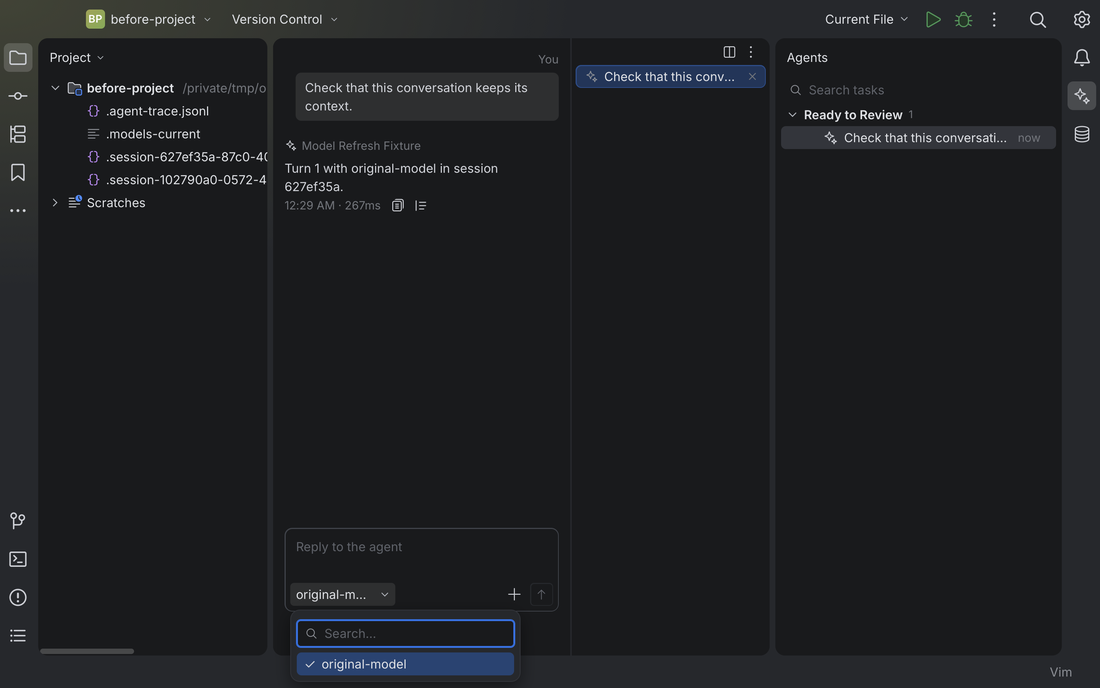 BP before-project
Version Control
Current File
Project
before-project /private/tmp/o
.agent-trace.jsonl
.models-current
.session-627ef35a-87c0-40
.session-102790a0-0572-4
Scratches
You
Check that this conversation keeps its
context.
Model Refresh Fixture
Turn 1 with original-model in session
627ef35a.
12:29 AM · 267ms
Reply to the agent
original-m...
Search...
original-model
Check that this conv...
Agents
Search tasks
Ready to Review 1
Check that this conversati... now
Vim